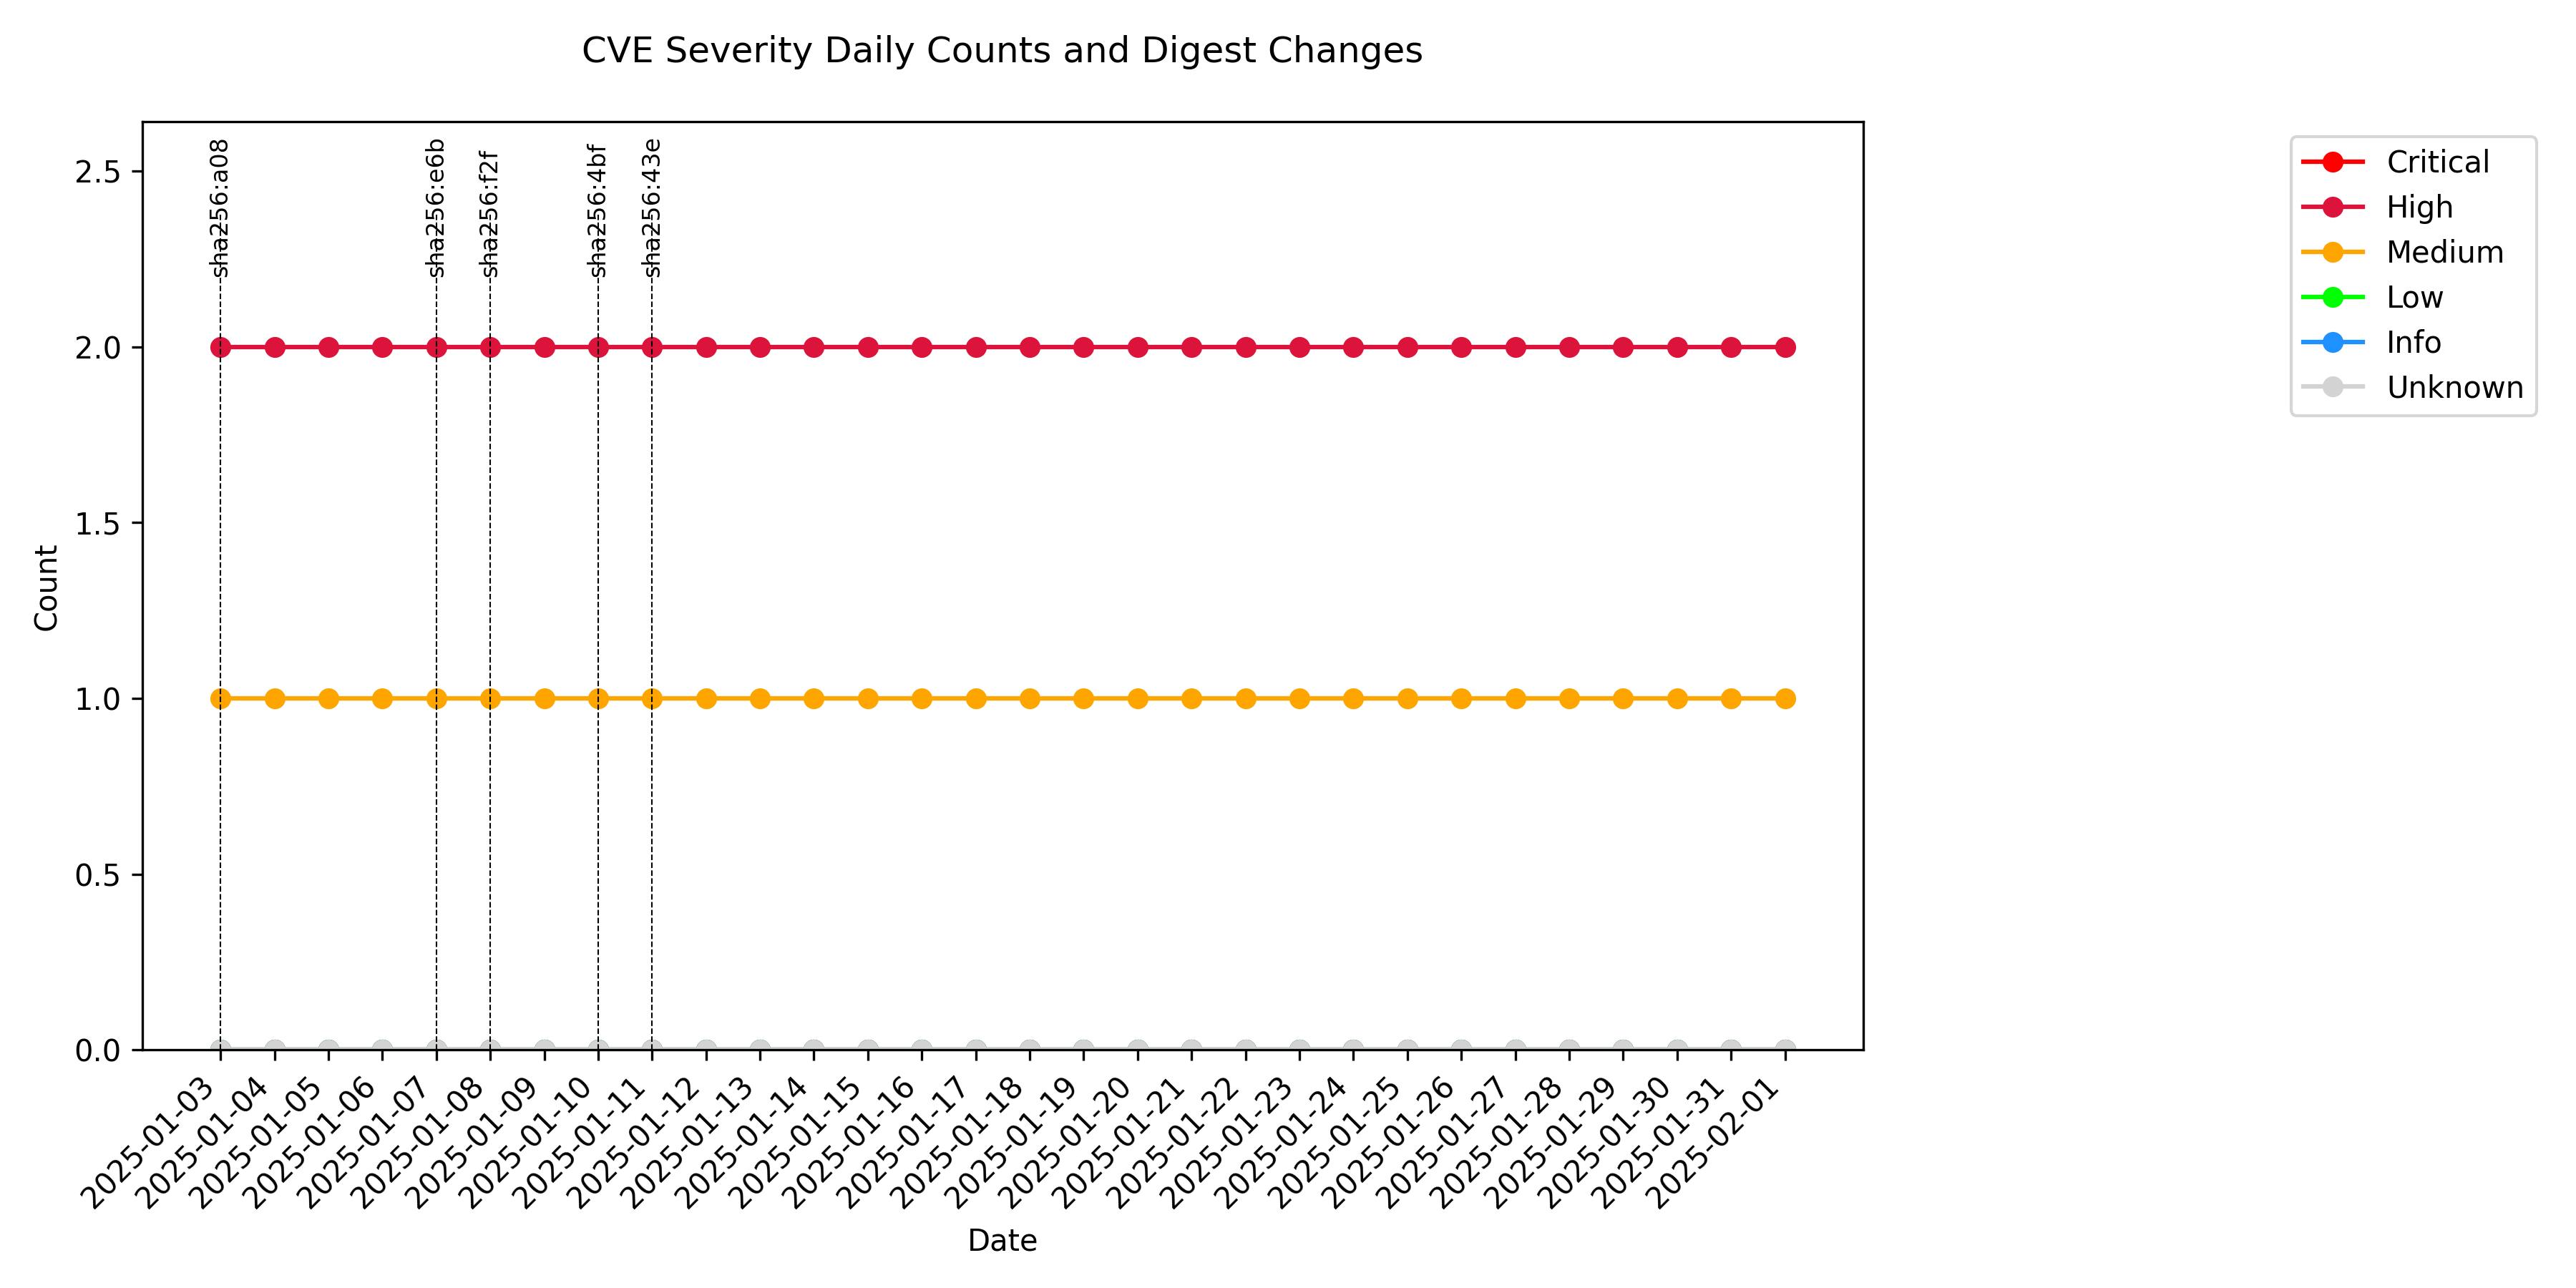 CVE Severity Daily Counts and Digest Changes
sha256:a08
sha256:e6b
sha256:f2f
sha256:4bf
sha256:43e
Critical
High
Medium
Low
Info
Unknown
2.5
2.0
1.5
1.0
0.5
0.0
Count
2025-01-03
2025-01-04
2025-01-05
2025-01-06
2025-01-07
2025-01-08
2025-01-09
2025-01-10
2025-01-11
2025-01-12
2025-01-13
2025-01-14
2025-01-15
2025-01-16
2025-01-17
2025-01-18
2025-01-19
2025-01-20
2025-01-21
2025-01-22
2025-01-23
2025-01-24
2025-01-25
2025-01-26
2025-01-27
2025-01-28
2025-01-29
2025-01-30
2025-01-31
2025-02-01
Date